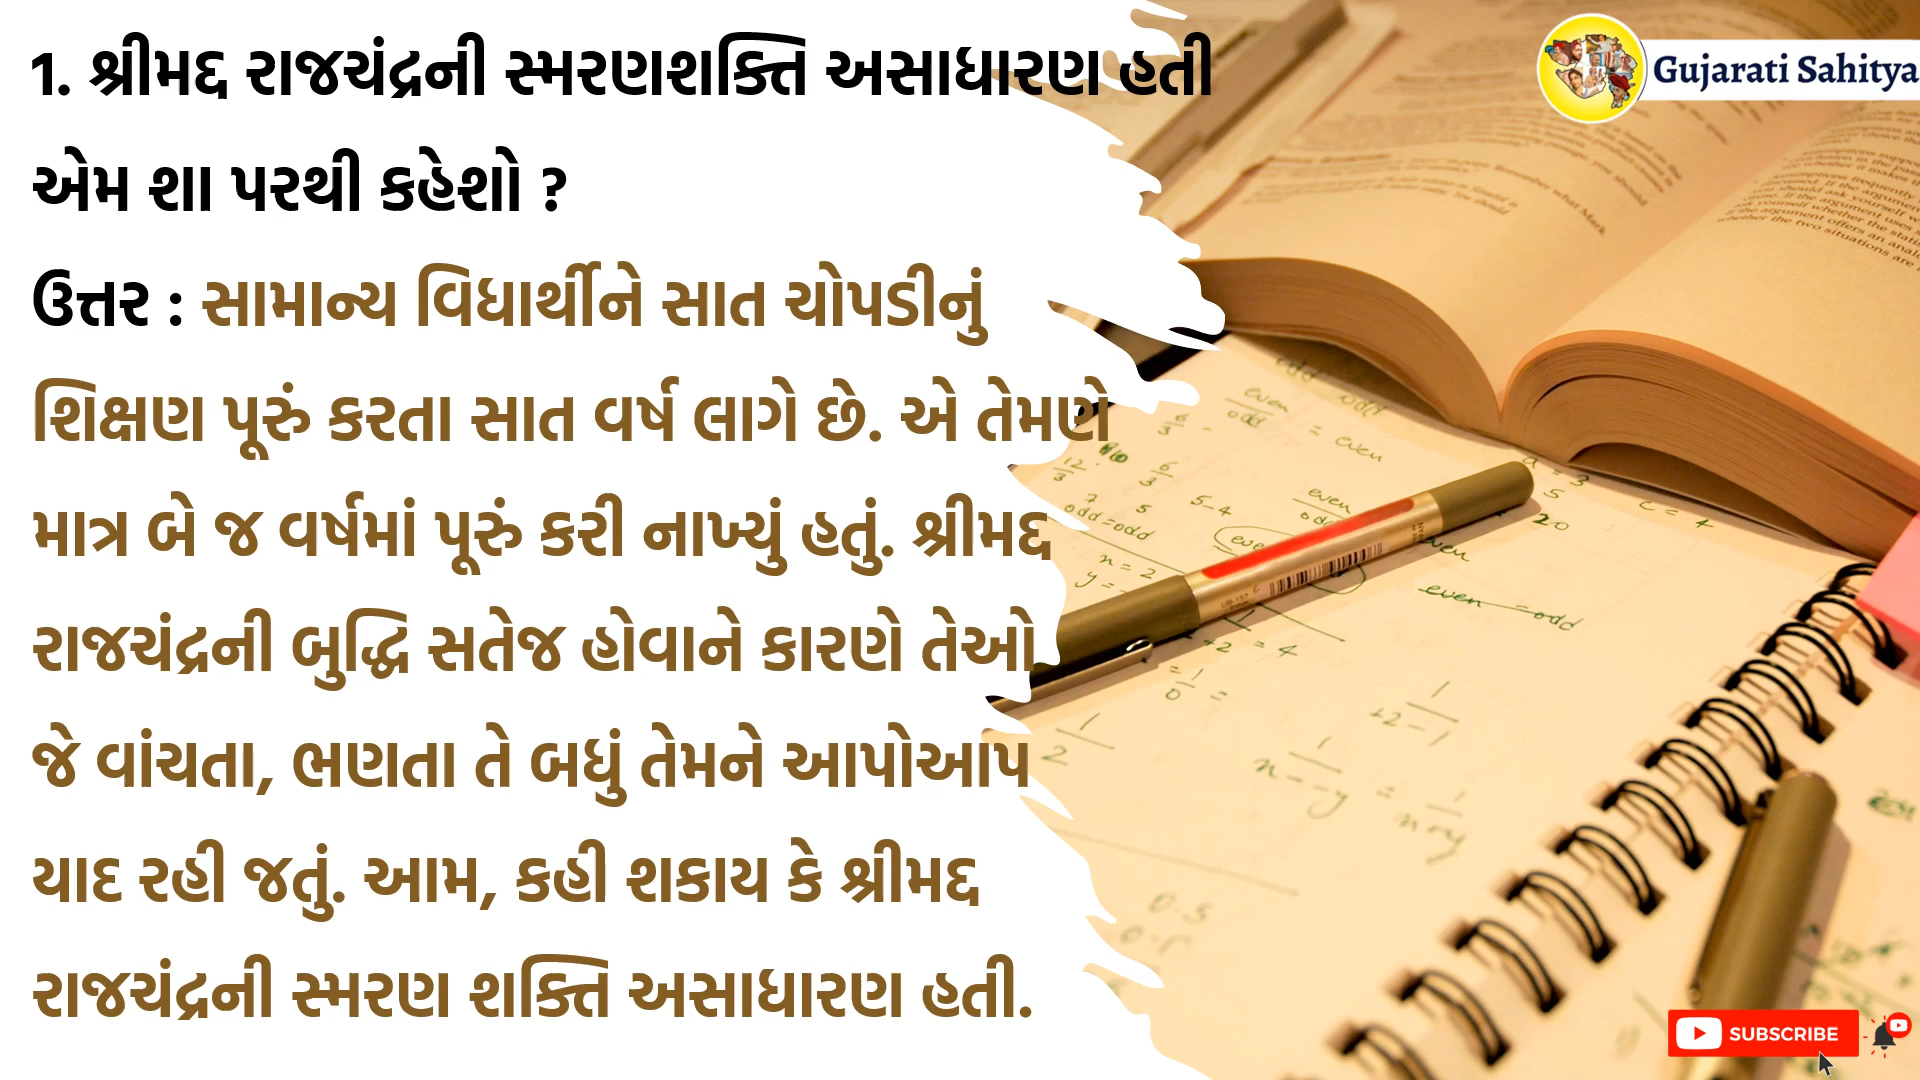 1. શ્રીમદ્દ રાજચંદ્રની સ્મરણશક્તિ અસાધારણ હતી
એમ શા પરથી કહેશો ?
ઉત્તર : સામાન્ય વિધાર્થીને સાત ચોપડીનું
શિક્ષણ પૂરું કરતા સાત વર્ષ લાગે છે. એ તેમણે
માત્ર બે જ વર્ષમાં પૂરું કરી નાખ્યું હતું. શ્રીમદ્દ
રાજચંદ્રની બુદ્ધિ સતેજ હોવાને કારણે તેઓ
જે વાંચતા, ભણતા તે બધું તેમને આપોઆપ
યાદ રહી જતું. આમ, કહી શકાય કે શ્રીમદ્દ
રાજચંદ્રની સ્મરણ શક્તિ અસાધારણ હતી.
Gujarati Sahitya
SUBSCRIBE